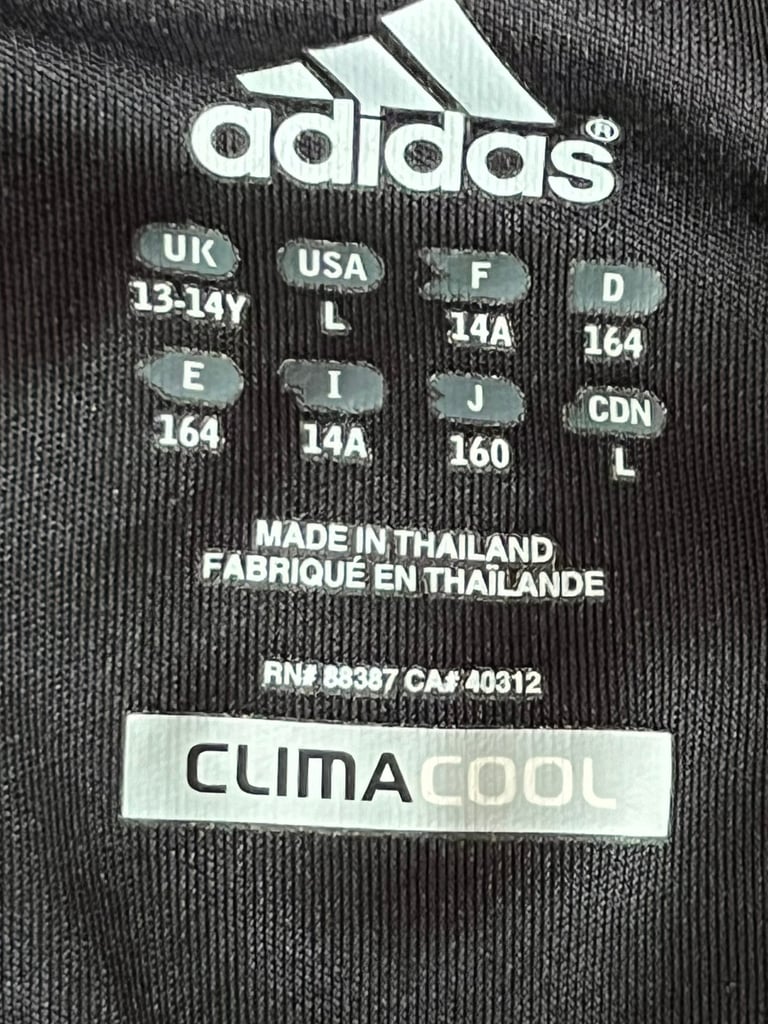 adidas®
UK USA F D
13-14Y L 14A 164
E I J CDN
164 14A 160 L
MADE IN THAILAND
FABRIQUÉ EN THAÏLANDE
RN# 88387 CA# 40312
CLIMACOOL